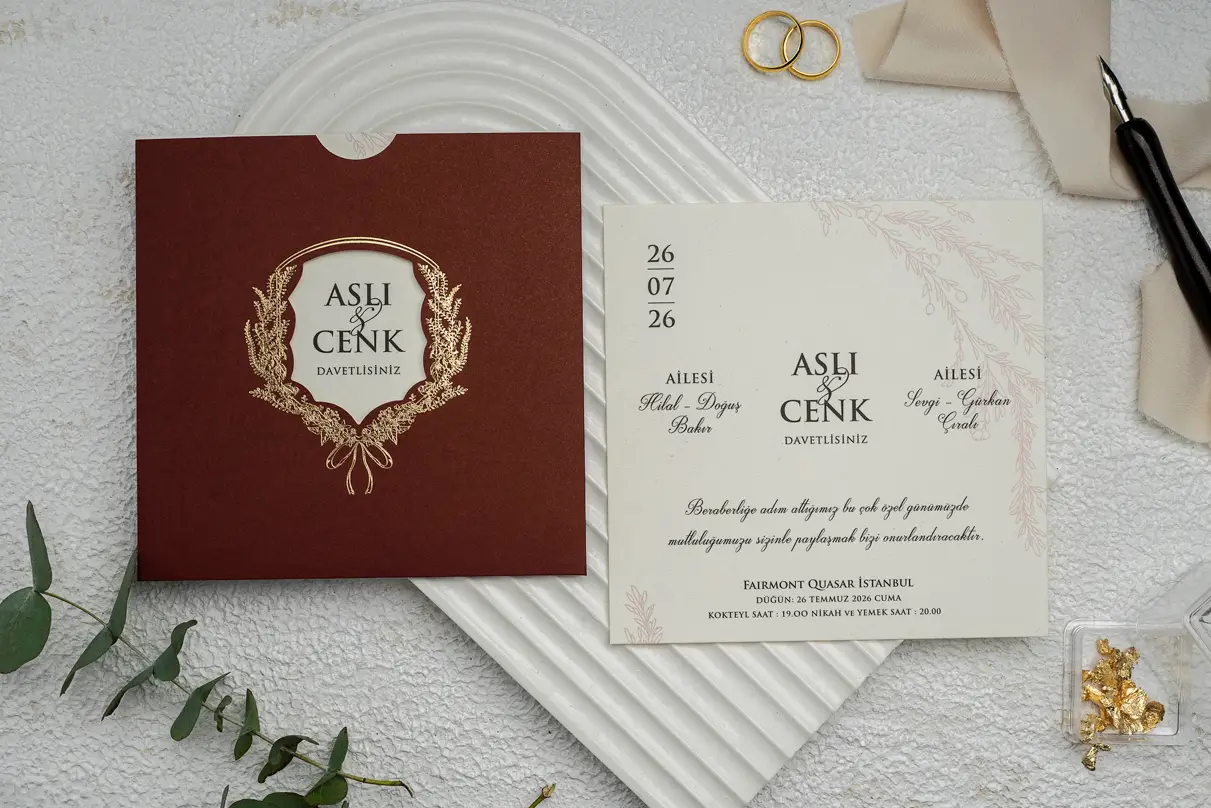 ASLI
&
CENK
DAVETLİSİNİZ
26
07
26
AİLESİ
Hilal - Doğuş
Bakır
ASLI
&
CENK
DAVETLİSİNİZ
AİLESİ
Sevgi - Gürkan
Çıralı
Beraberliğe adım attığımız bu çok özel günümüzde
mutluluğumuzu sizinle paylaşmak bizi onurlandıracaktır.
FAIRMONT QUASAR İSTANBUL
DÜĞÜN: 26 TEMMUZ 2026 CUMA
KOKTEYL SAAT : 19.OO NİKAH VE YEMEK SAAT : 20.00